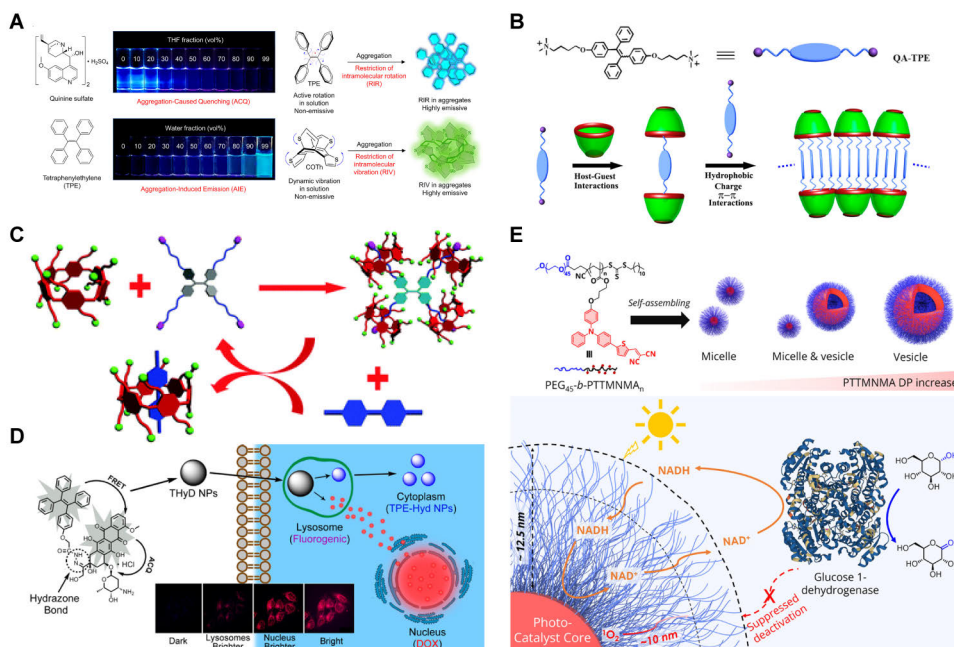 A
THF fraction (vol%)
0 10 20 30 40 50 60 70 80 90 99
N
HO
O
N
2
• H₂SO₄
Quinine sulfate
Aggregation-Caused Quenching (ACQ)
Water fraction (vol%)
0 10 20 30 40 50 60 70 80 90 99
Tetraphenylethylene (TPE)
Aggregation-Induced Emission (AIE)
TPE
Active rotation
in solution
Non-emissive
Aggregation
Restriction of
intramolecular rotation
(RIR)
RIR in aggregates
Highly emissive
S
S
S
S
COTh
Dynamic vibration
in solution
Non-emissive
Aggregation
Restriction of
intramolecular
vibration (RIV)
RIV in aggregates
Highly emissive
B
QA-TPE
Host-Guest
Interactions
Hydrophobic
Charge
π–π
Interactions
C
D
FRET
ACQ
HCl
Hydrazone
Bond
THyD NPs
Lysosome
(Fluorogenic)
Cytoplasm
(TPE-Hyd NPs)
Nucleus
(DOX)
Dark
Lysosomes
Brighter
Nucleus
Brighter
Bright
E
Self-assembling
PEG₄₅-b-PTTMNMAₙ
Micelle
Micelle & vesicle
Vesicle
PTTMNMA DP increase
NADH
NADH
NAD⁺
NAD⁺
~ 12.5 nm
Photo-
Catalyst Core
¹O₂
~10 nm
X
Suppressed
deactivation
Glucose 1-
dehydrogenase